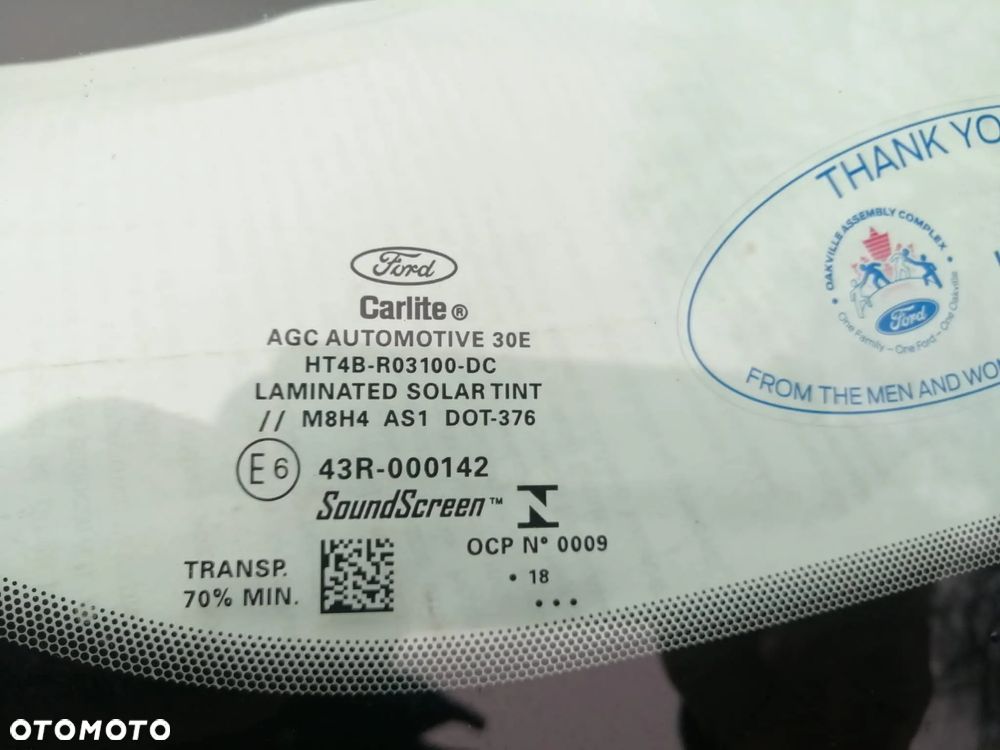 Ford
Carlite®
AGC AUTOMOTIVE 30E
HT4B-R03100-DC
LAMINATED SOLAR TINT
// M8H4 AS1 DOT-376
E6 43R-000142
SoundScreen™
OCP Nº 0009
TRANSP.
70% MIN.
• 18
• • •
THANK YO
• OAKVILLE ASSEMBLY COMPLEX •
Ford
One Family – One Ford – One Oakville
FROM THE MEN AND WO
OTOMOTO